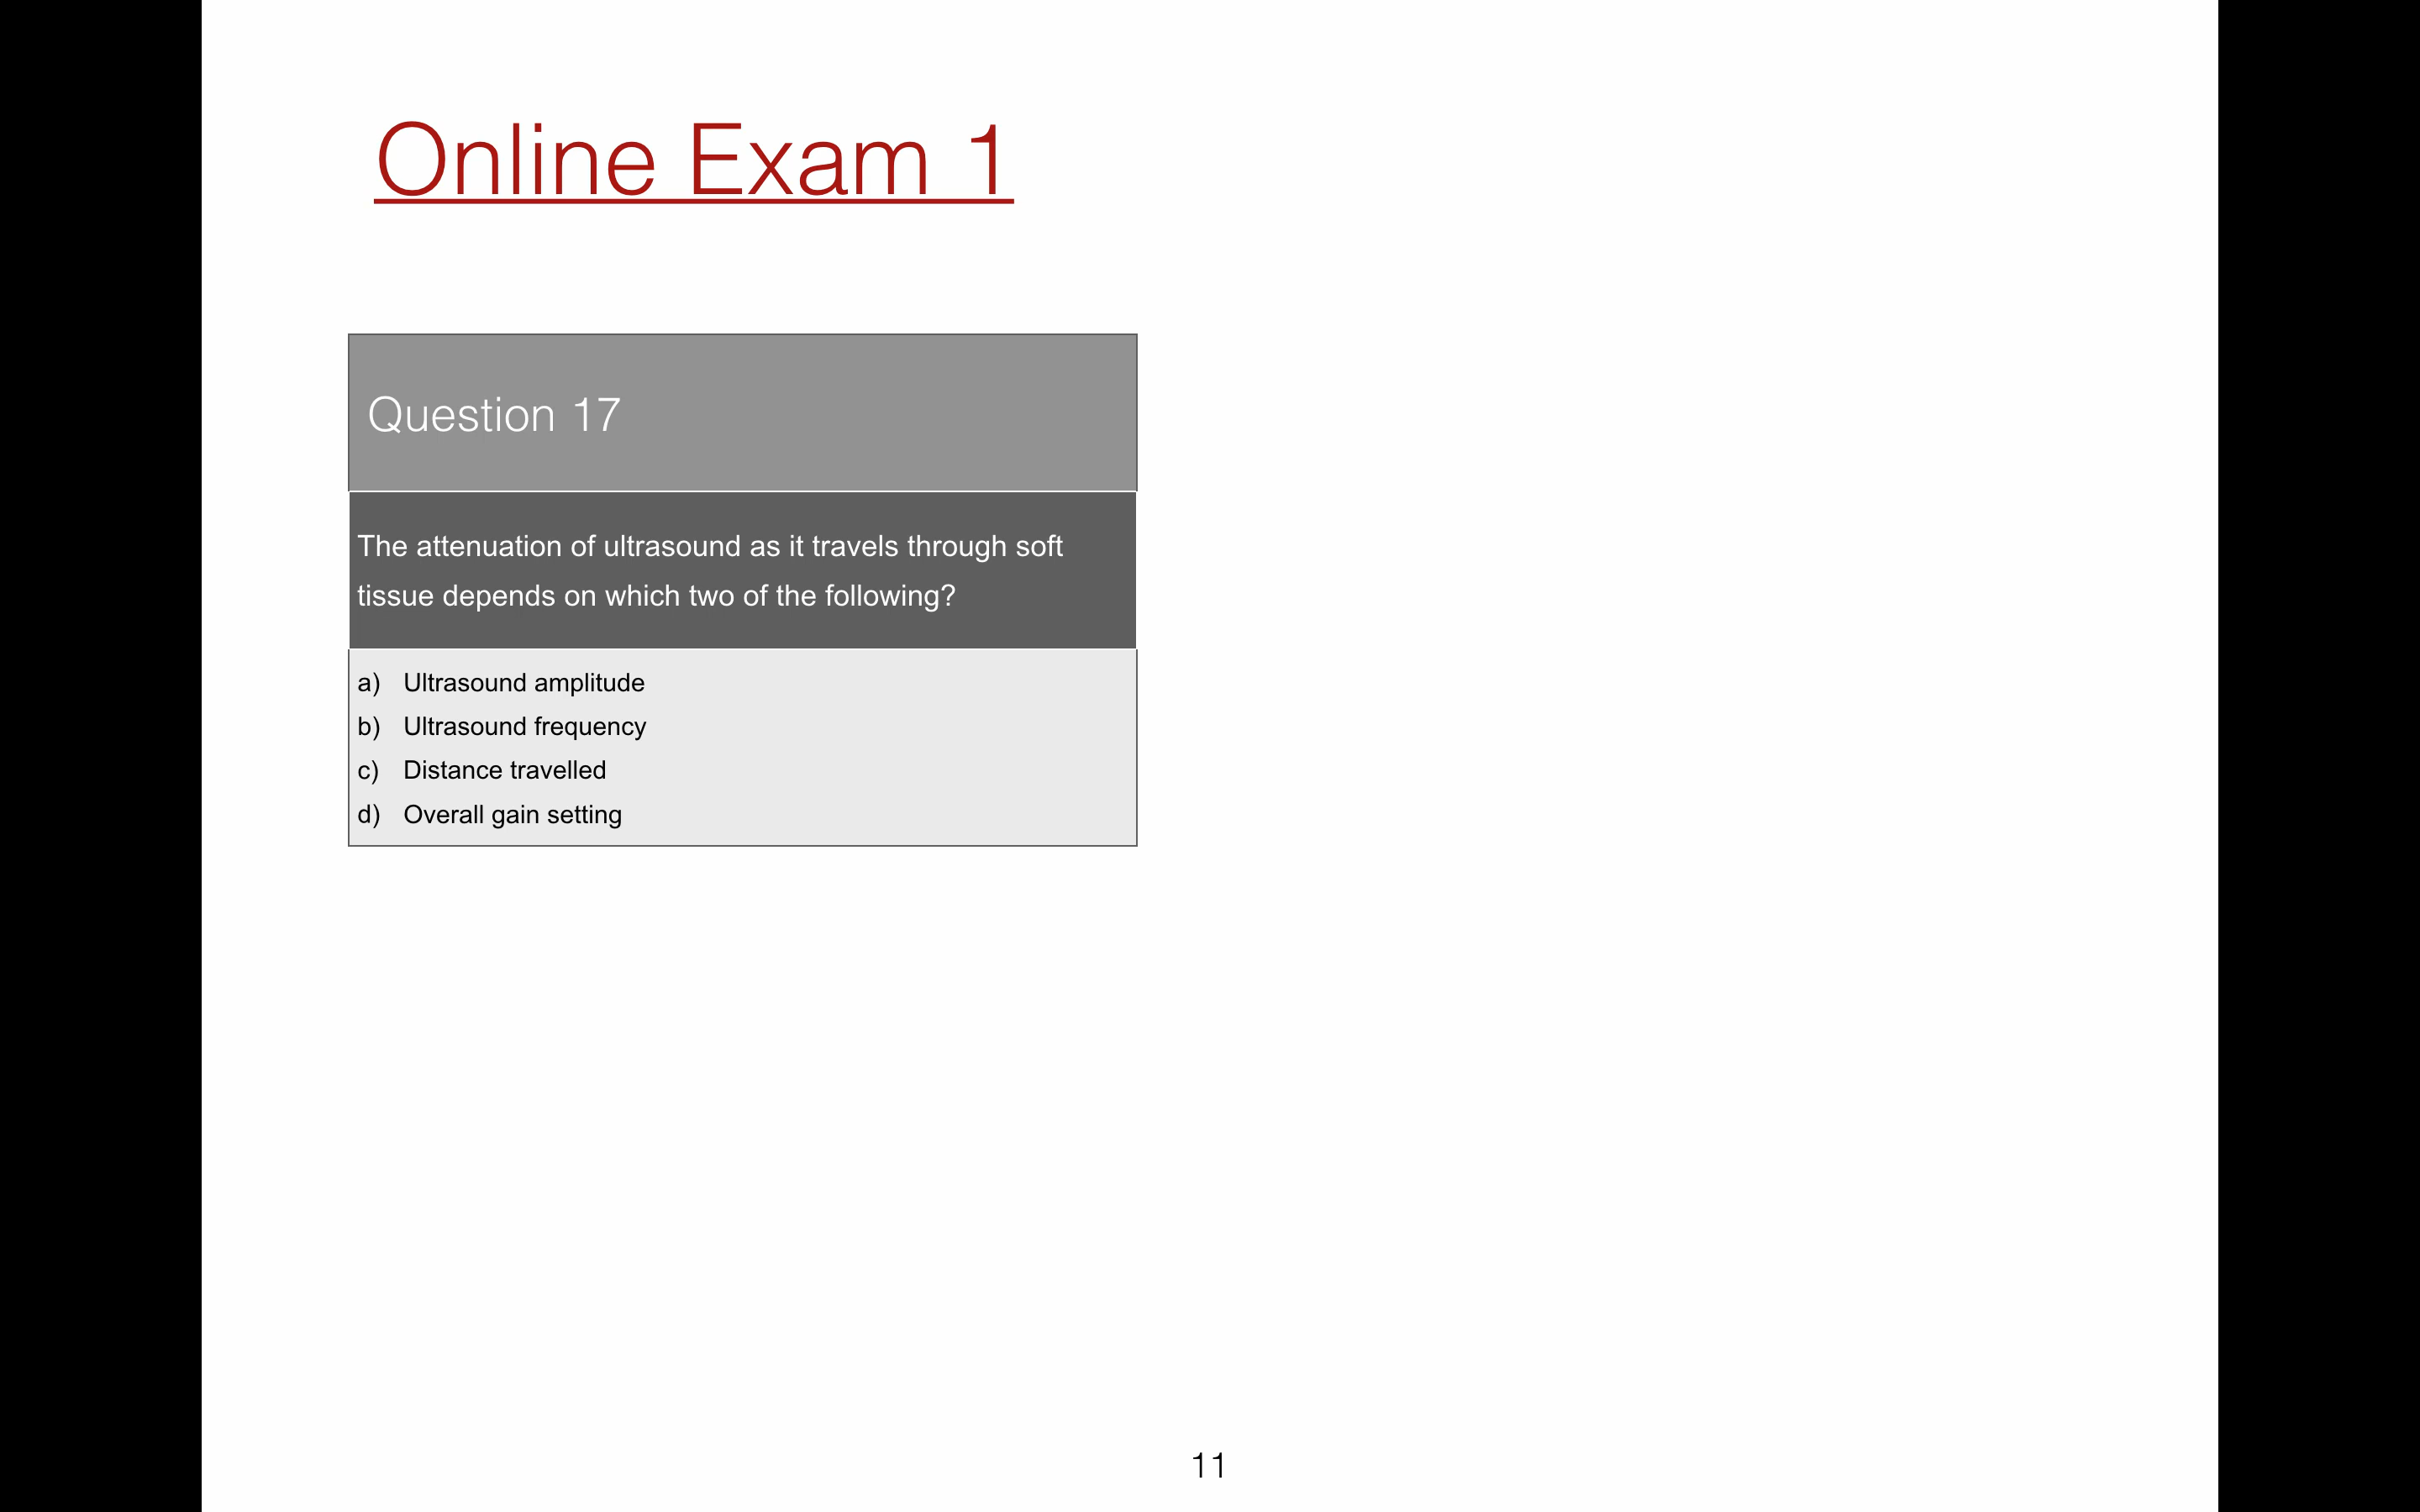 Online Exam 1
Question 17
The attenuation of ultrasound as it travels through soft
tissue depends on which two of the following?
a) Ultrasound amplitude
b) Ultrasound frequency
c) Distance travelled
d) Overall gain setting
11